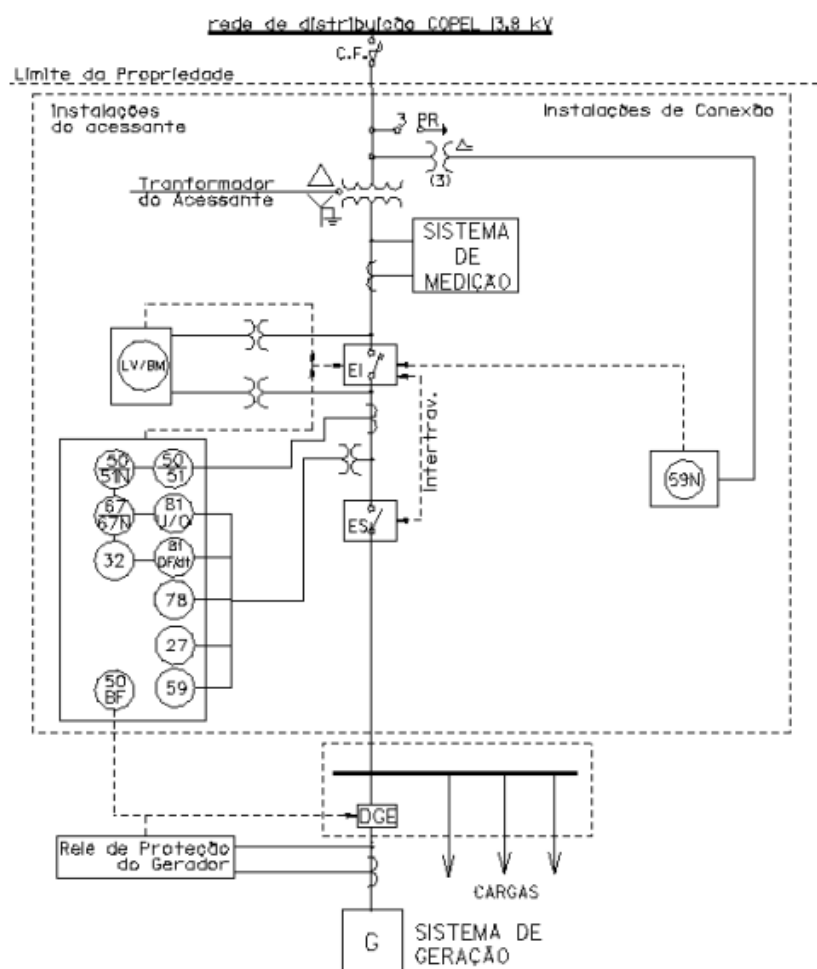 rede de distribuição COPEL 13.8 kV
C.F.
Limite da Propriedade
Instalações
do acessante
Instalações de Conexão
3 PR
(3)
Tranformador
do Acessante
SISTEMA
DE
MEDIÇÃO
LV/BM
EI
Intertrav.
50
51N
50
51
59N
67
67N
81
U/O
ES
32
81
DF/dt
78
27
50
BF
59
DGE
Relé de Proteção
do Gerador
CARGAS
G
SISTEMA DE
GERAÇÃO